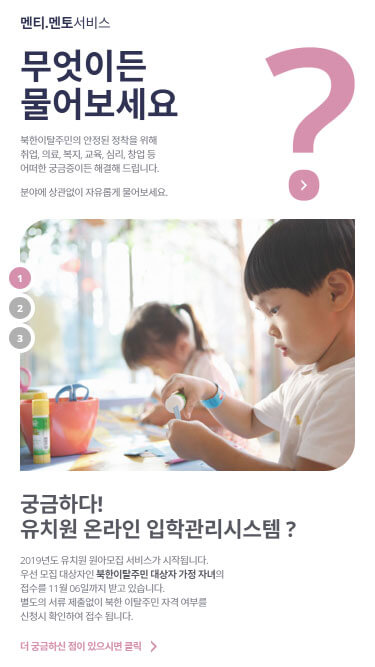 멘티.멘토서비스
무엇이든
물어보세요
?
북한이탈주민의 안정된 정착을 위해
취업, 의료, 복지, 교육, 심리, 창업 등
어떠한 궁금증이든 해결해 드립니다.
분야에 상관없이 자유롭게 물어보세요.
1
2
3
궁금하다!
유치원 온라인 입학관리시스템 ?
2019년도 유치원 원아모집 서비스가 시작됩니다.
우선 모집 대상자인 북한이탈주민 대상자 가정 자녀의
접수를 11월 06일까지 받고 있습니다.
별도의 서류 제출없이 북한 이탈주민 자격 여부를
신청시 확인하여 접수 됩니다.
더 궁금하신 점이 있으시면 클릭